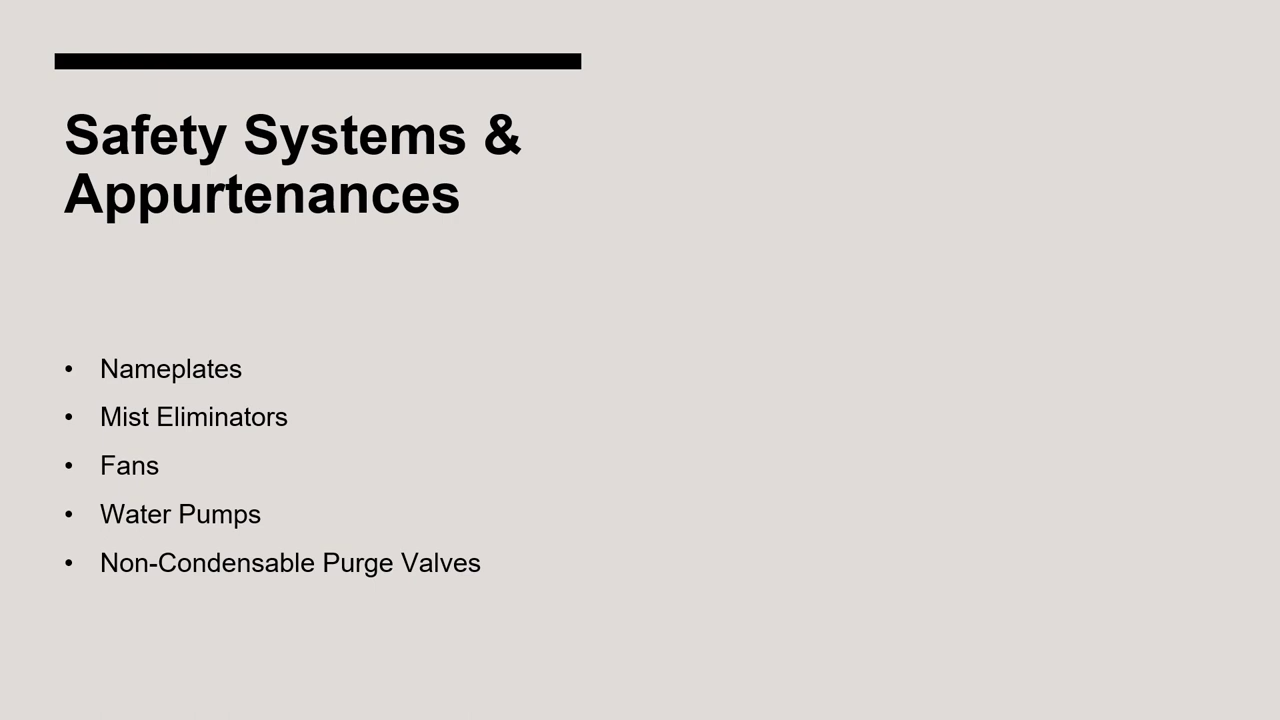 Safety Systems &
Appurtenances
• Nameplates
• Mist Eliminators
• Fans
• Water Pumps
• Non-Condensable Purge Valves